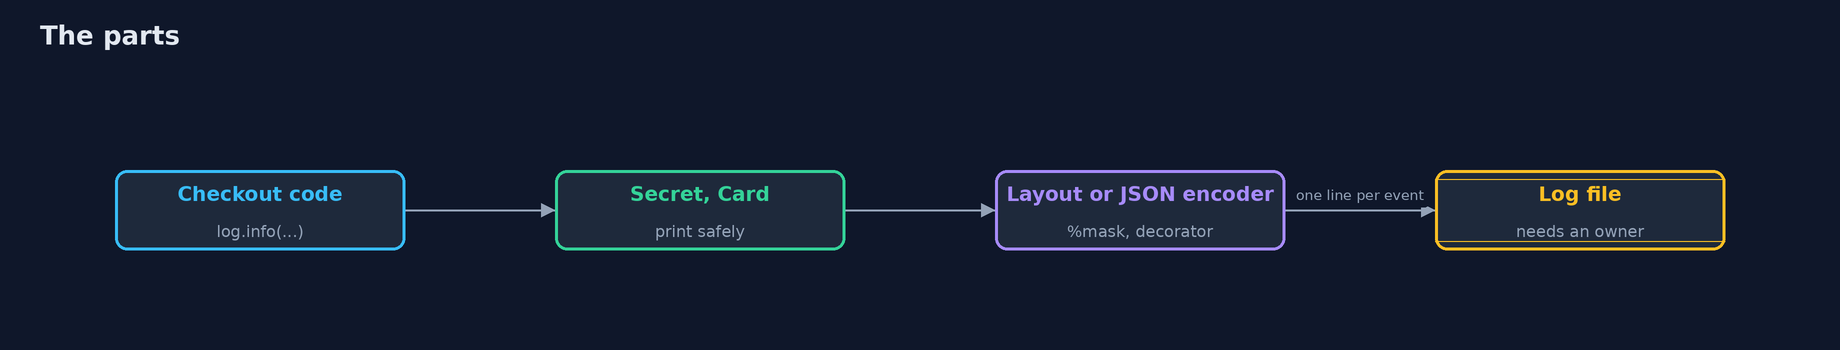 The parts
Checkout code
log.info(...)
Secret, Card
print safely
Layout or JSON encoder
%mask, decorator
one line per event
Log file
needs an owner